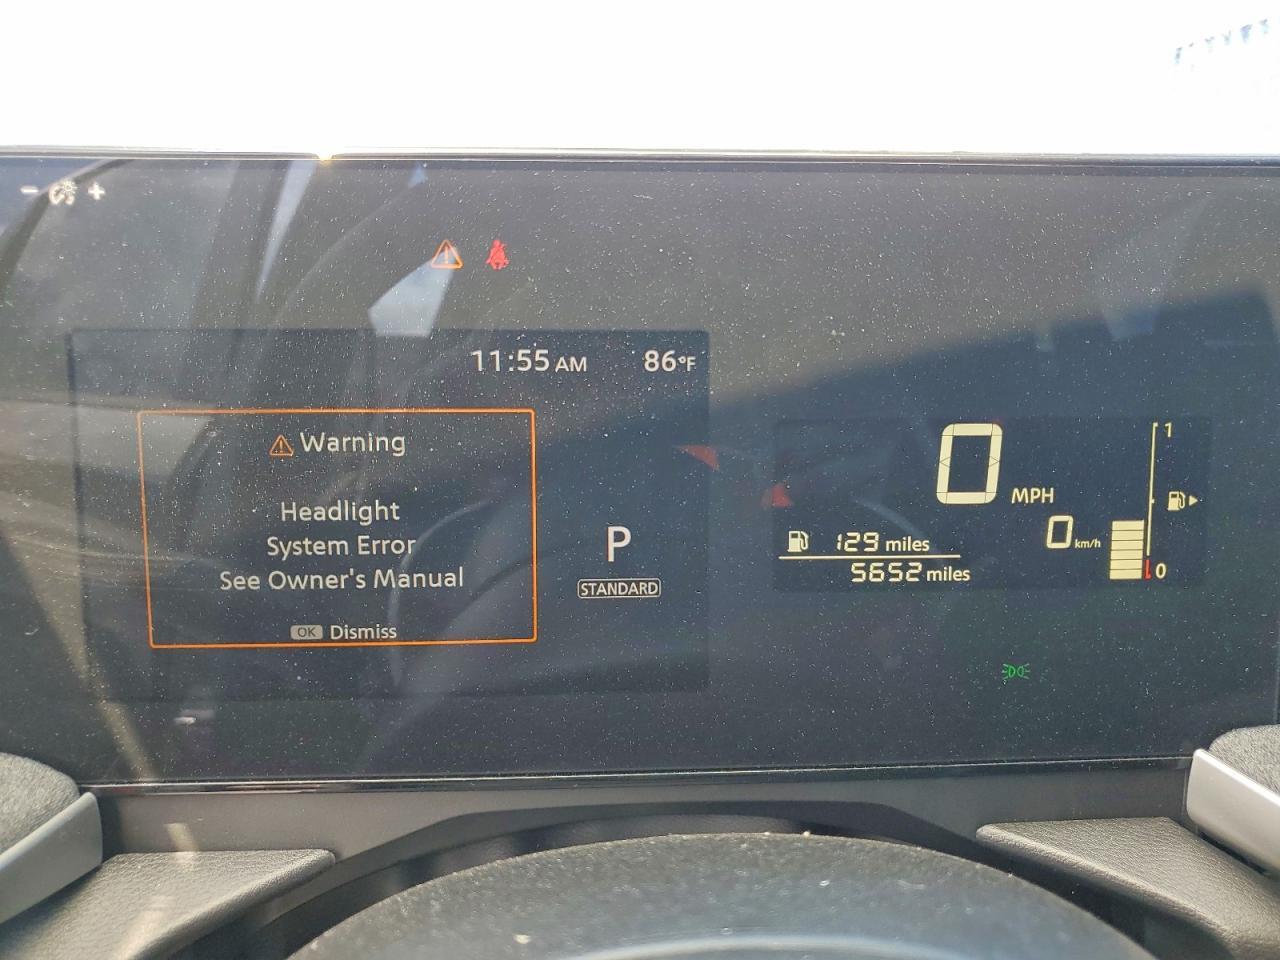 - +
11:55 AM 86°F
Warning
Headlight
System Error
See Owner's Manual
OK Dismiss
P
STANDARD
0 MPH
0 km/h
129 miles
5652 miles
1
0